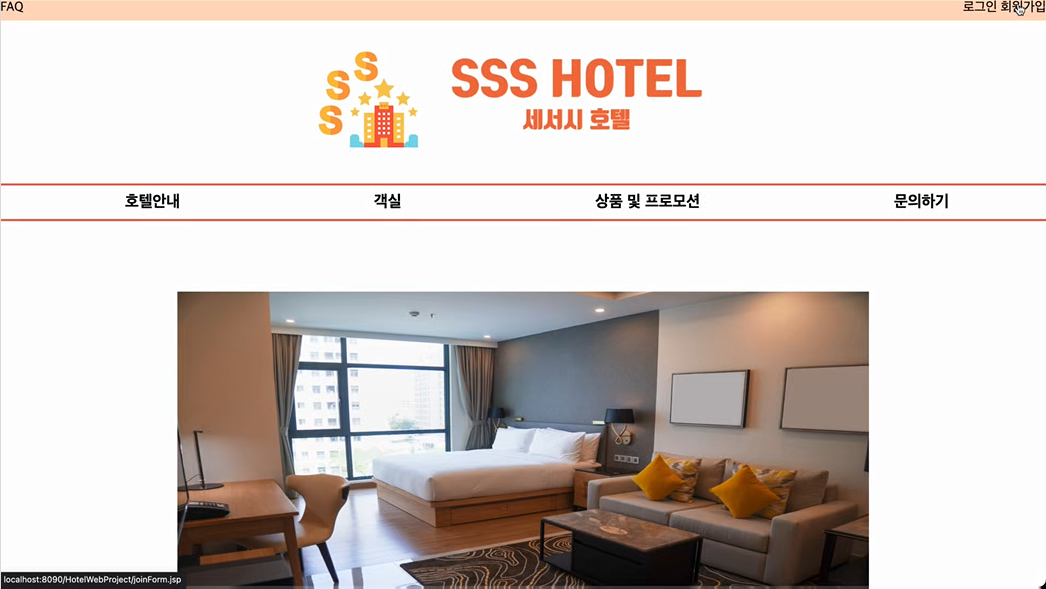 FAQ
로그인 회원가입
S
S
S
SSS HOTEL
세서시 호텔
호텔안내 객실 상품 및 프로모션 문의하기
localhost:8090/HotelWebProject/joinForm.jsp